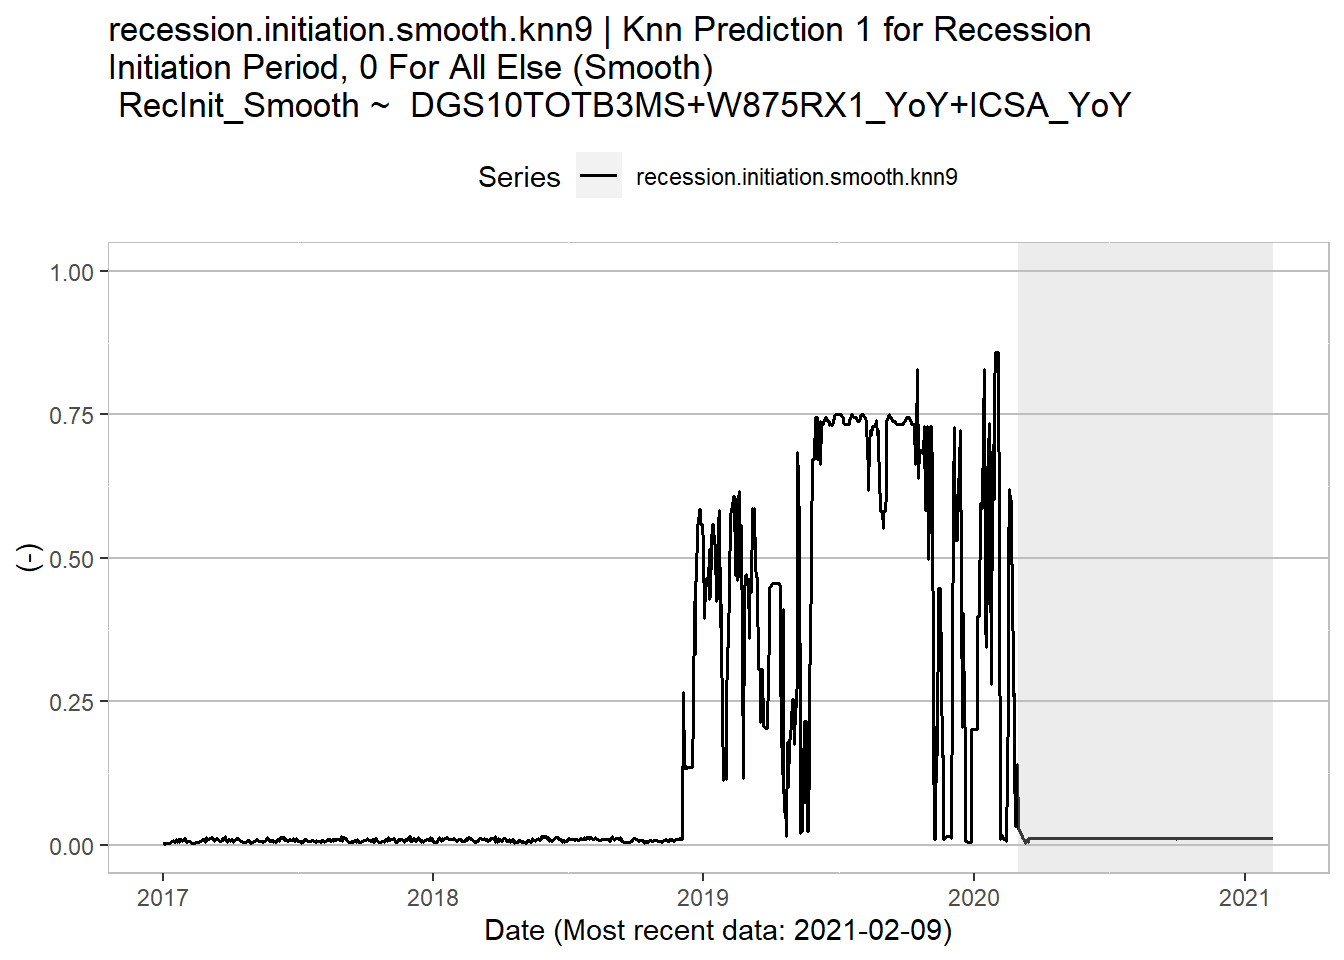 recession.initiation.smooth.knn9 | Knn Prediction 1 for Recession
Initiation Period, 0 For All Else (Smooth)
RecInit_Smooth ~  DGS10TOTB3MS+W875RX1_YoY+ICSA_YoY
Series recession.initiation.smooth.knn9
1.00
0.75
0.50
0.25
0.00
(-)
2017 2018 2019 2020 2021
Date (Most recent data: 2021-02-09)